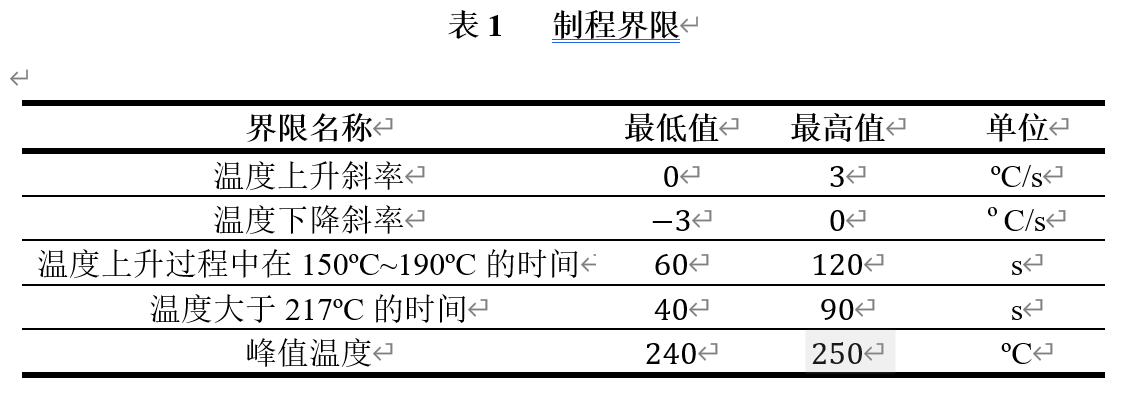 表 1 制程界限
界限名称 最低值 最高值 单位
温度上升斜率 0 3 ºC/s
温度下降斜率 −3 0 º C/s
温度上升过程中在 150ºC~190ºC 的时间 60 120 s
温度大于 217ºC 的时间 40 90 s
峰值温度 240 250 ºC